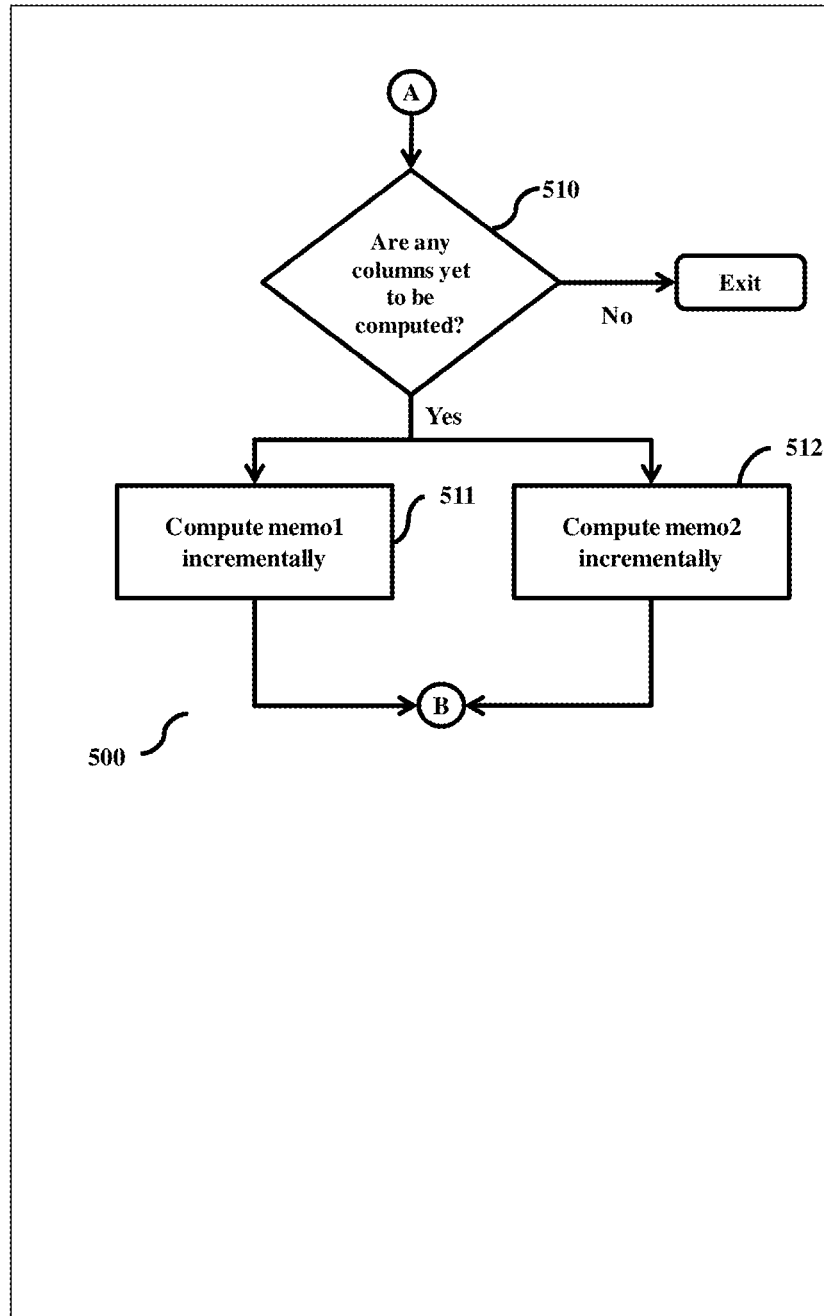 A
510
Are any
columns yet
to be
computed?
Exit
No
Yes
512
511
Compute memo1
incrementally
Compute memo2
incrementally
B
500